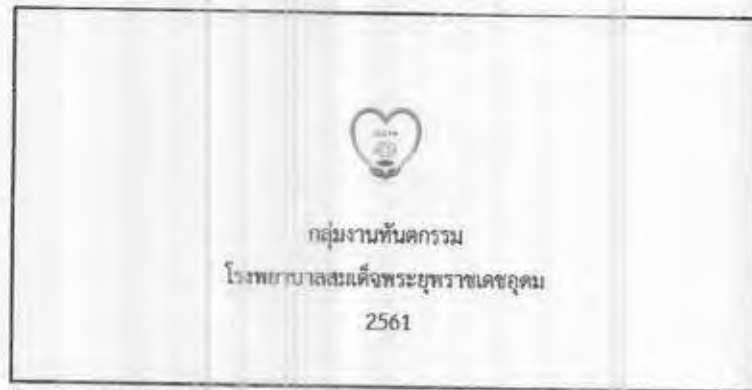 กลุ่มงานทันตกรรม
โรงพยาบาลสมเด็จพระยุพราชเดชอุดม
2561